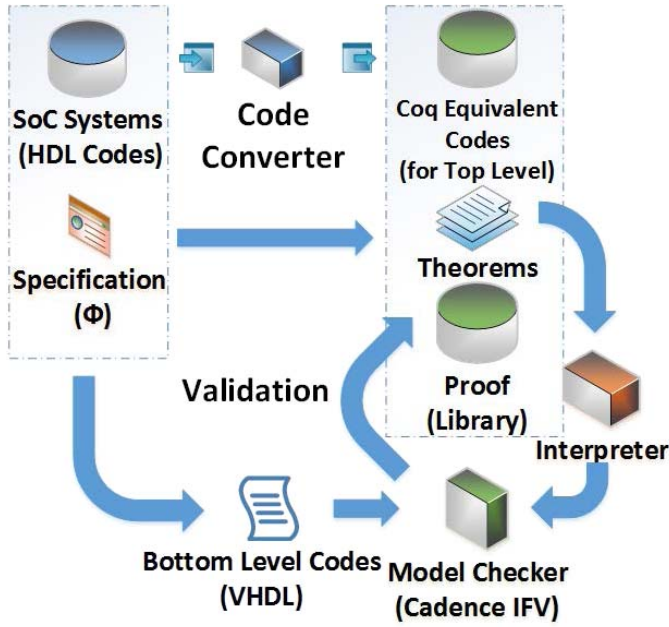 SoC Systems
(HDL Codes)
Code
Converter
Coq Equivalent
Codes
(for Top Level)
Specification
(Φ)
Theorems
Validation
Proof
(Library)
Interpreter
Bottom Level Codes
(VHDL)
Model Checker
(Cadence IFV)